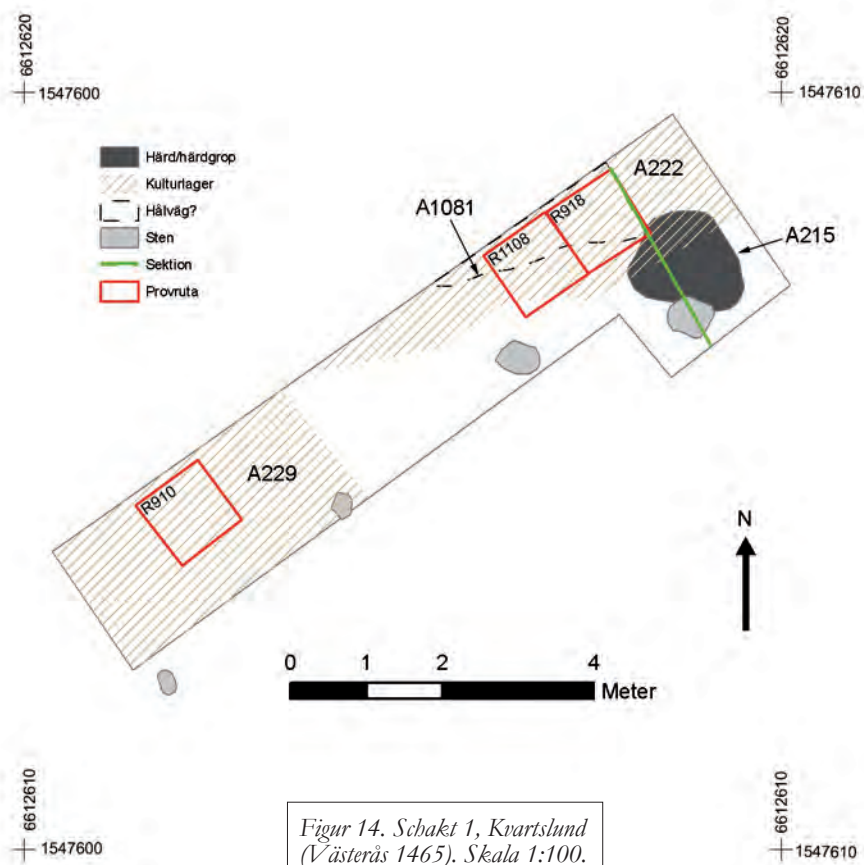 6612620
1547600
6612620
1547610
Härd/härdgrop
Kulturlager
Hålväg?
Sten
Sektion
Provruta
A1081
A222
R918
R1108
A215
A229
R910
N
0 1 2 4
Meter
6612610
1547600
6612610
1547610
Figur 14. Schakt 1, Kvartslund
(Västerås 1465). Skala 1:100.